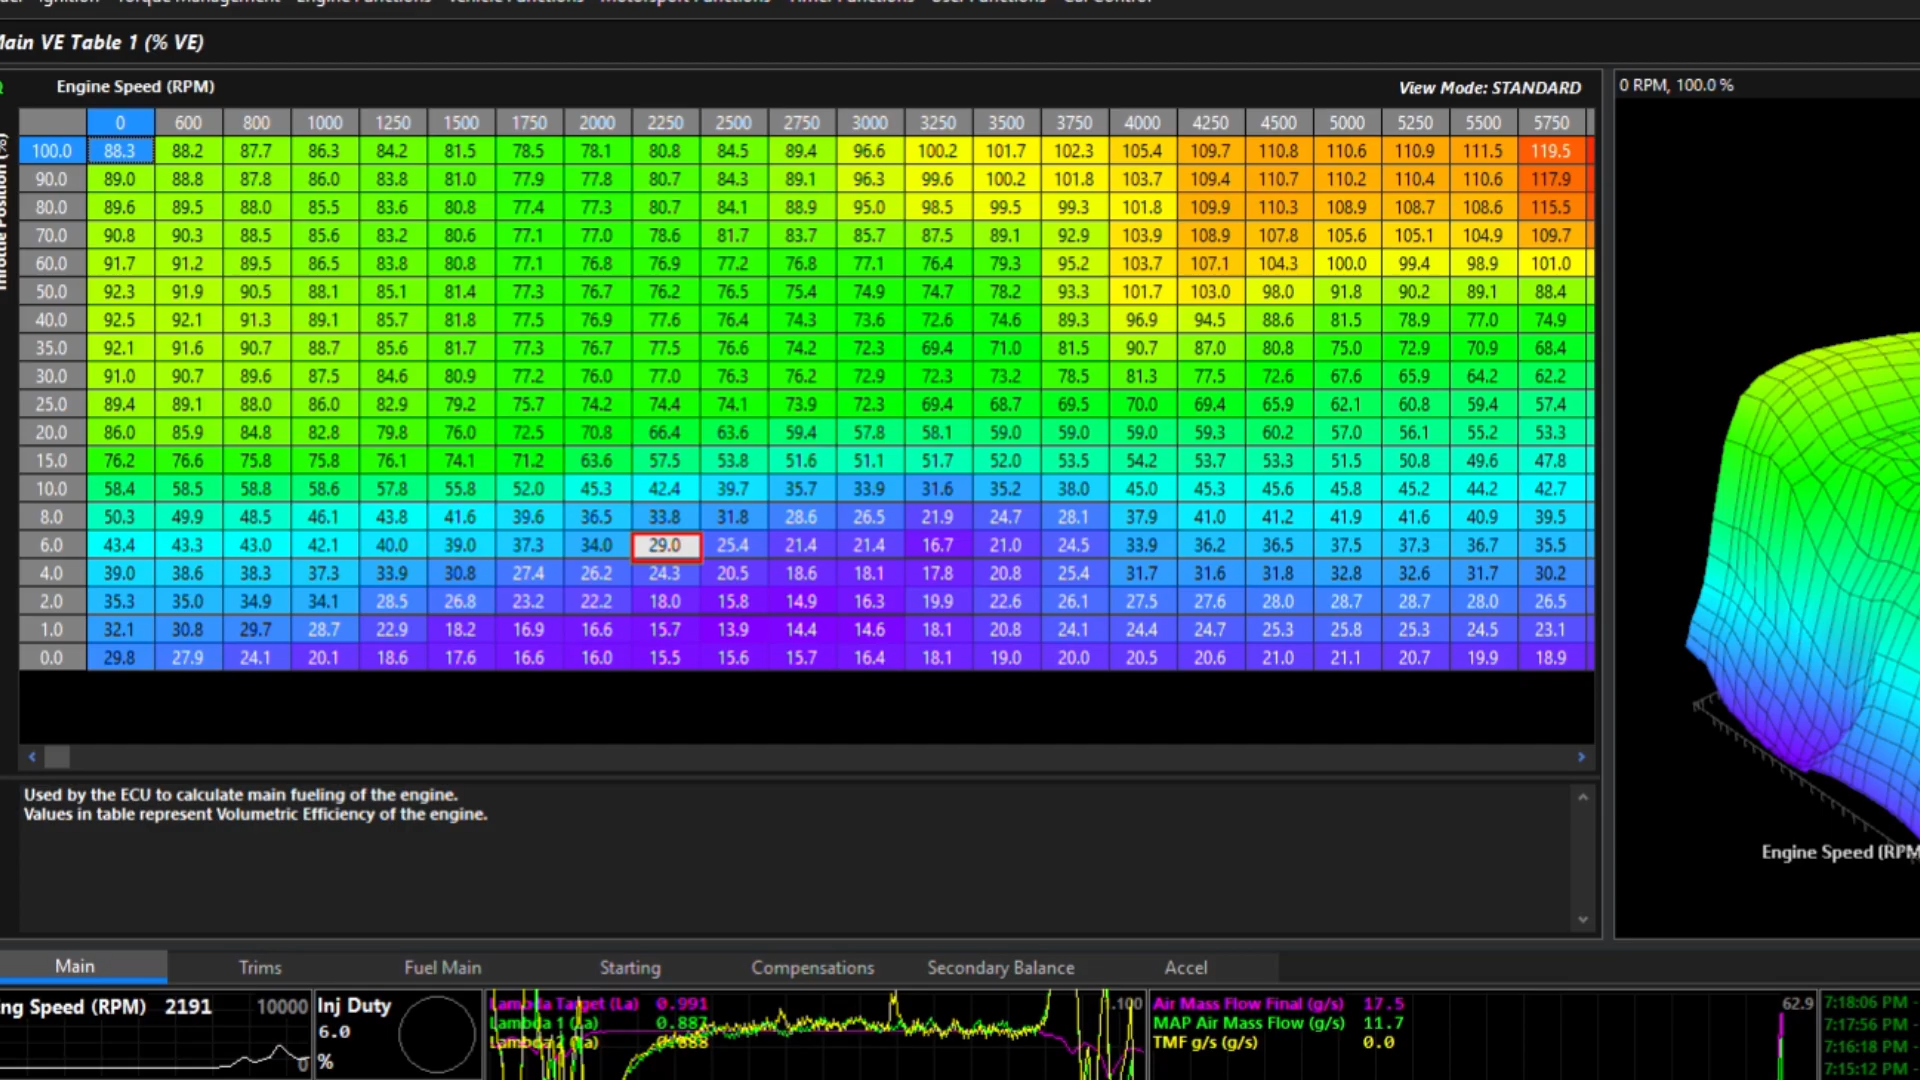 Main VE Table 1 (% VE)
Engine Speed (RPM)
View Mode: STANDARD
0 RPM, 100.0 %
0 600 800 1000 1250 1500 1750 2000 2250 2500 2750 3000 3250 3500 3750 4000 4250 4500 5000 5250 5500 5750
100.0 88.3 88.2 87.7 86.3 84.2 81.5 78.5 78.1 80.8 84.5 89.4 96.6 100.2 101.7 102.3 105.4 109.7 110.8 110.6 110.9 111.5 119.5
90.0 89.0 88.8 87.8 86.0 83.8 81.0 77.9 77.8 80.7 84.3 89.1 96.3 99.6 100.2 101.8 103.7 109.4 110.7 110.2 110.4 110.6 117.9
80.0 89.6 89.5 88.0 85.5 83.6 80.8 77.4 77.3 80.7 84.1 88.9 95.0 98.5 99.5 99.3 101.8 109.9 110.3 108.9 108.7 108.6 115.5
70.0 90.8 90.3 88.5 85.6 83.2 80.6 77.1 77.0 78.6 81.7 83.7 85.7 87.5 89.1 92.9 103.9 108.9 107.8 105.6 105.1 104.9 109.7
60.0 91.7 91.2 89.5 86.5 83.8 80.8 77.1 76.8 76.9 77.2 76.8 77.1 76.4 79.3 95.2 103.7 107.1 104.3 100.0 99.4 98.9 101.0
50.0 92.3 91.9 90.5 88.1 85.1 81.4 77.3 76.7 76.2 76.5 75.4 74.9 74.7 78.2 93.3 101.7 103.0 98.0 91.8 90.2 89.1 88.4
40.0 92.5 92.1 91.3 89.1 85.7 81.8 77.5 76.9 77.6 76.4 74.3 73.6 72.6 74.6 89.3 96.9 94.5 88.6 81.5 78.9 77.0 74.9
35.0 92.1 91.6 90.7 88.7 85.6 81.7 77.3 76.7 77.5 76.6 74.2 72.3 69.4 71.0 81.5 90.7 87.0 80.8 75.0 72.9 70.9 68.4
30.0 91.0 90.7 89.6 87.5 84.6 80.9 77.2 76.0 77.0 76.3 76.2 72.9 72.3 73.2 78.5 81.3 77.5 72.6 67.6 65.9 64.2 62.2
25.0 89.4 89.1 88.0 86.0 82.9 79.2 75.7 74.2 74.4 74.1 73.9 72.3 69.4 68.7 69.5 70.0 69.4 65.9 62.1 60.8 59.4 57.4
20.0 86.0 85.9 84.8 82.8 79.8 76.0 72.5 70.8 66.4 63.6 59.4 57.8 58.1 59.0 59.0 59.0 59.3 60.2 57.0 56.1 55.2 53.3
15.0 76.2 76.6 75.8 75.8 76.1 74.1 71.2 63.6 57.5 53.8 51.6 51.1 51.7 52.0 53.5 54.2 53.7 53.3 51.5 50.8 49.6 47.8
10.0 58.4 58.5 58.8 58.6 57.8 55.8 52.0 45.3 42.4 39.7 35.7 33.9 31.6 35.2 38.0 45.0 45.3 45.6 45.8 45.2 44.2 42.7
8.0 50.3 49.9 48.5 46.1 43.8 41.6 39.6 36.5 33.8 31.8 28.6 26.5 21.9 24.7 28.1 37.9 41.0 41.2 41.9 41.6 40.9 39.5
6.0 43.4 43.3 43.0 42.1 40.0 39.0 37.3 34.0 29.0 25.4 21.4 21.4 16.7 21.0 24.5 33.9 36.2 36.5 37.5 37.3 36.7 35.5
4.0 39.0 38.6 38.3 37.3 33.9 30.8 27.4 26.2 24.3 20.5 18.6 18.1 17.8 20.8 25.4 31.7 31.6 31.8 32.8 32.6 31.7 30.2
2.0 35.3 35.0 34.9 34.1 28.5 26.8 23.2 22.2 18.0 15.8 14.9 16.3 19.9 22.6 26.1 27.5 27.6 28.0 28.7 28.7 28.0 26.5
1.0 32.1 30.8 29.7 28.7 22.9 18.2 16.9 16.6 15.7 13.9 14.4 14.6 18.1 20.8 24.1 24.4 24.7 25.3 25.8 25.3 24.5 23.1
0.0 29.8 27.9 24.1 20.1 18.6 17.6 16.6 16.0 15.5 15.6 15.7 16.4 18.1 19.0 20.0 20.5 20.6 21.0 21.1 20.7 19.9 18.9
Used by the ECU to calculate main fueling of the engine.
Values in table represent Volumetric Efficiency of the engine.
Engine Speed (RPM
Main Trims Fuel Main Starting Compensations Secondary Balance Accel
ng Speed (RPM) 2191 10000
0
Inj Duty
6.0
%
Lambda Target (La) 0.991
Lambda 1 (La) 0.887
Lambda 2 (La) 0.888
.100
Air Mass Flow Final (g/s) 17.5
MAP Air Mass Flow (g/s) 11.7
TMF g/s (g/s) 0.0
62.9
7:18:06 PM -
7:17:56 PM -
7:16:18 PM -
7:15:12 PM -